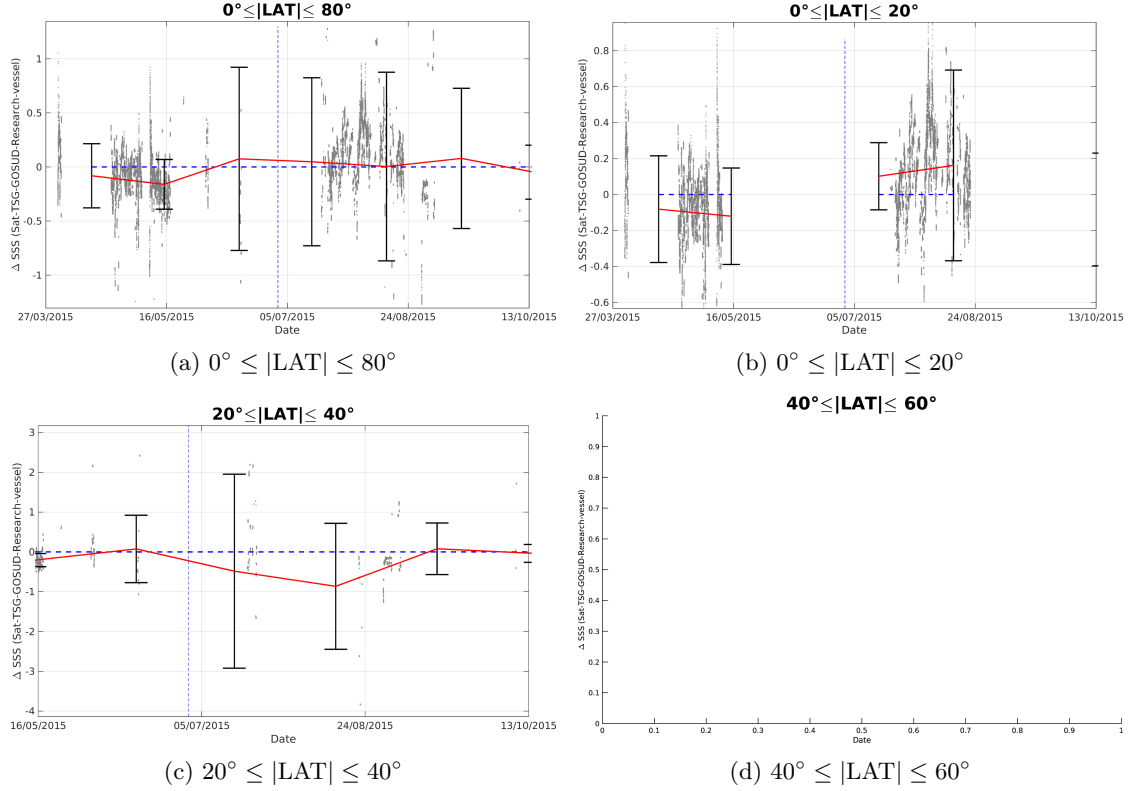 0°≤|LAT|≤ 80°
Δ SSS (Sat-TSG-GOSUD-Research-vessel)
1
0.5
0
-0.5
-1
27/03/2015 16/05/2015 05/07/2015 24/08/2015 13/10/2015
Date
(a) 0° ≤ |LAT| ≤ 80°
0°≤|LAT|≤ 20°
Δ SSS (Sat-TSG-GOSUD-Research-vessel)
0.8
0.6
0.4
0.2
0
-0.2
-0.4
-0.6
27/03/2015 16/05/2015 05/07/2015 24/08/2015 13/10/2015
Date
(b) 0° ≤ |LAT| ≤ 20°
20°≤|LAT|≤ 40°
Δ SSS (Sat-TSG-GOSUD-Research-vessel)
3
2
1
0
-1
-2
-3
-4
16/05/2015 05/07/2015 24/08/2015 13/10/2015
Date
(c) 20° ≤ |LAT| ≤ 40°
40°≤|LAT|≤ 60°
Δ SSS (Sat-TSG-GOSUD-Research-vessel)
1
0.9
0.8
0.7
0.6
0.5
0.4
0.3
0.2
0.1
0
0 0.1 0.2 0.3 0.4 0.5 0.6 0.7 0.8 0.9 1
Date
(d) 40° ≤ |LAT| ≤ 60°